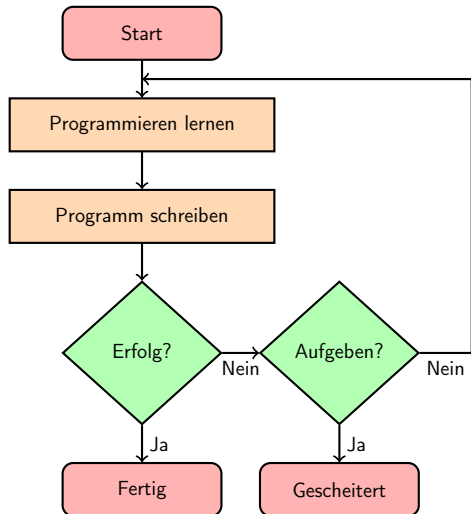 Start
Programmieren lernen
Programm schreiben
Erfolg?
Nein
Aufgeben?
Nein
Ja
Ja
Fertig
Gescheitert